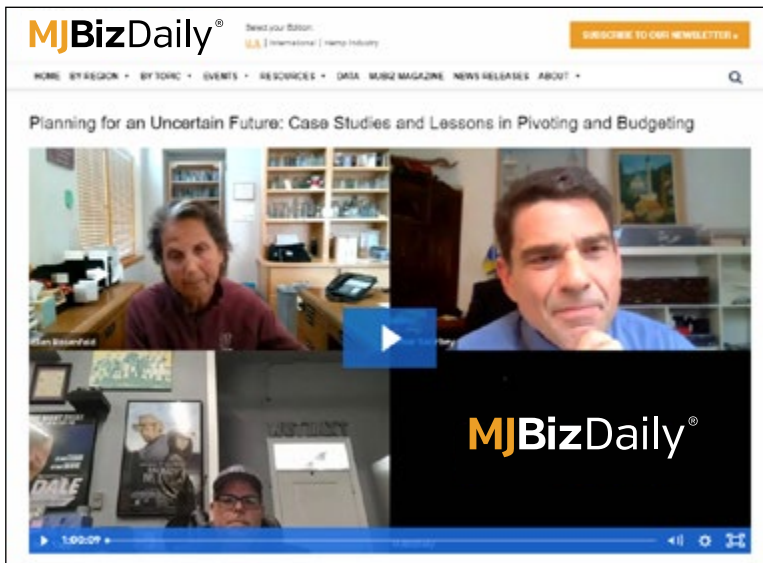 MJBizDaily®
Select your Edition:
U.S. | International | Hemp Industry
SUBSCRIBE TO OUR NEWSLETTER »
HOME BY REGION BY TOPIC EVENTS RESOURCES DATA MJBIZ MAGAZINE NEWS RELEASES ABOUT
Planning for an Uncertain Future: Case Studies and Lessons in Pivoting and Budgeting
Rosenfeld
DALE
MJBizDaily®
1:00:09